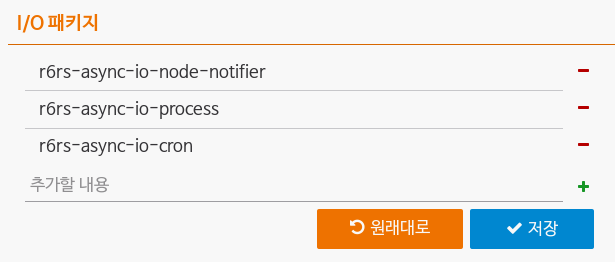 I/O 패키지
r6rs-async-io-node-notifier
r6rs-async-io-process
r6rs-async-io-cron
추가할 내용
원래대로 저장